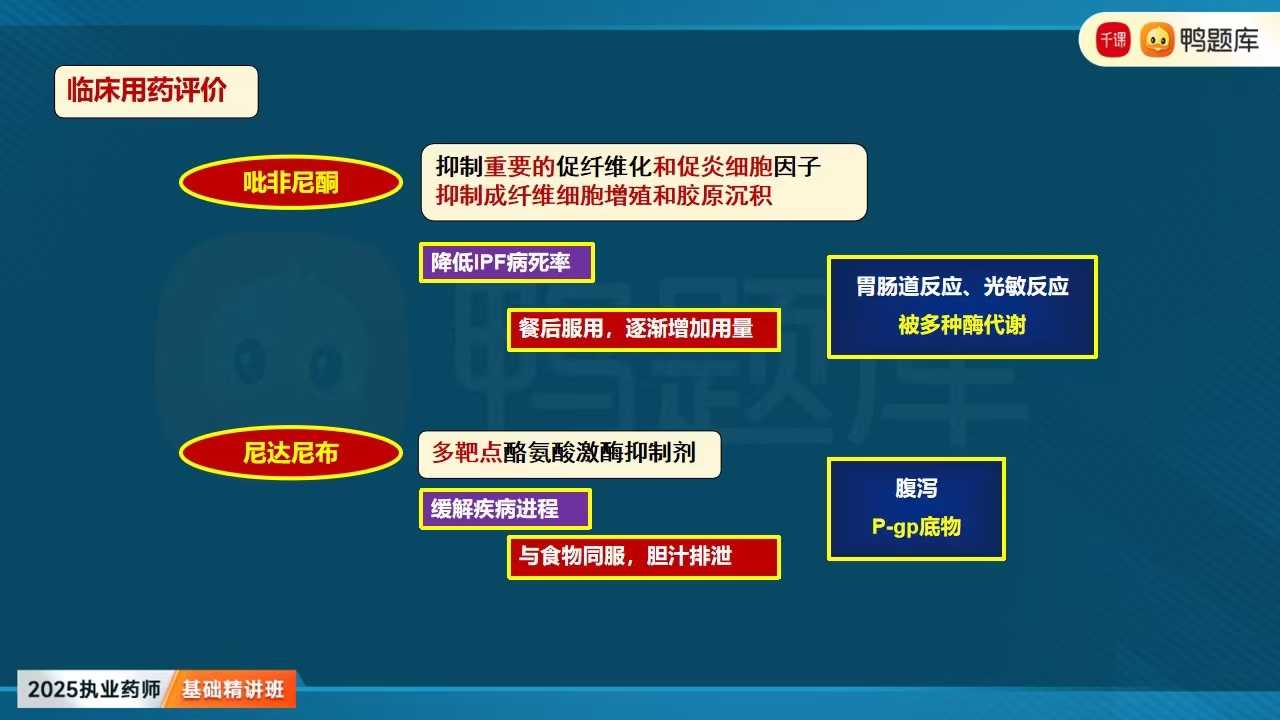 千课 鸭题库
临床用药评价
吡非尼酮
抑制重要的促纤维化和促炎细胞因子
抑制成纤维细胞增殖和胶原沉积
降低IPF病死率
餐后服用，逐渐增加用量
胃肠道反应、光敏反应
被多种酶代谢
鸭题库
尼达尼布
多靶点酪氨酸激酶抑制剂
缓解疾病进程
与食物同服，胆汁排泄
腹泻
P-gp底物
2025执业药师 基础精讲班